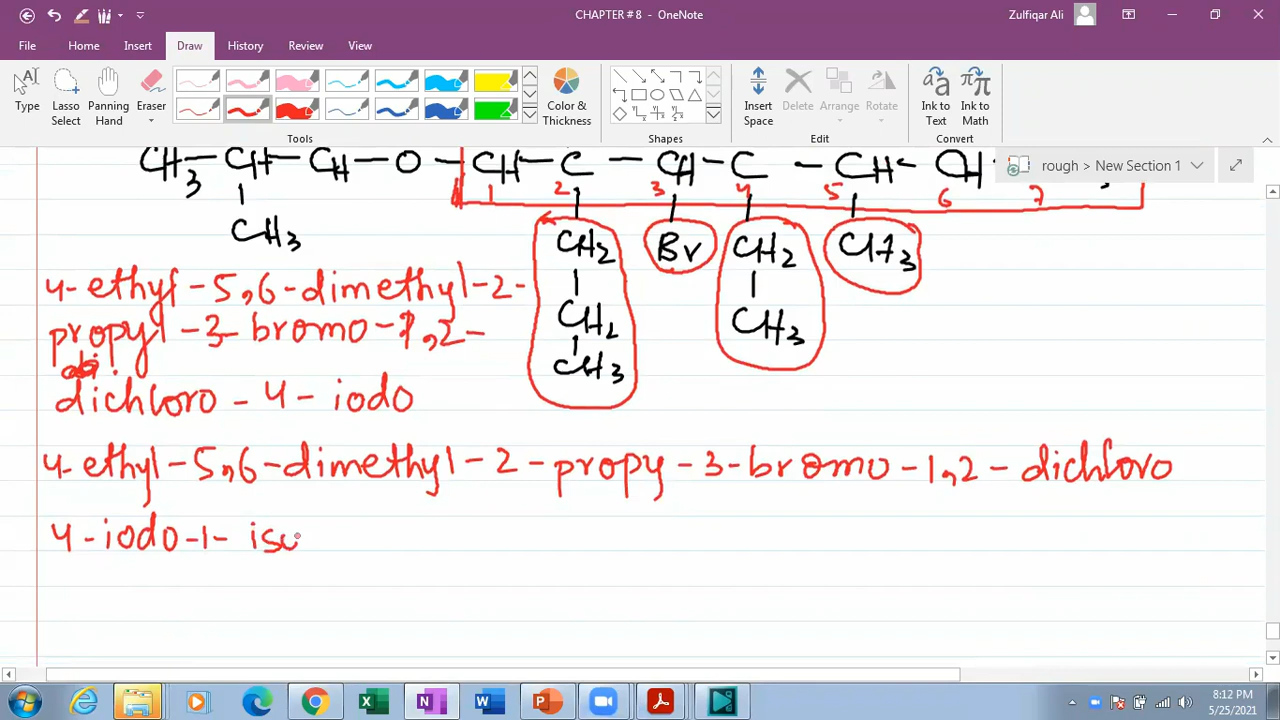 CHAPTER # 8 - OneNote
Zulfiqar Ali
File Home Insert Draw History Review View
Type Lasso Select Panning Hand Eraser Color & Thickness Insert Space Delete Arrange Rotate Ink to Text Ink to Math
Tools Shapes Edit Convert
rough > New Section 1
CH3 - CH - CH - O - CH - C - CH - C - CH - CH
1 2 3 4 5 6 7
CH3 CH2 Br CH2 CH3
CH2 CH3
CH3
4-ethyl-5,6-dimethyl-2-
propyl-3-bromo-1,2-
dichloro-4-iodo
4-ethyl-5,6-dimethyl-2-propy-3-bromo-1,2-dichloro
4-iodo-1-iso
8:12 PM
5/25/2021